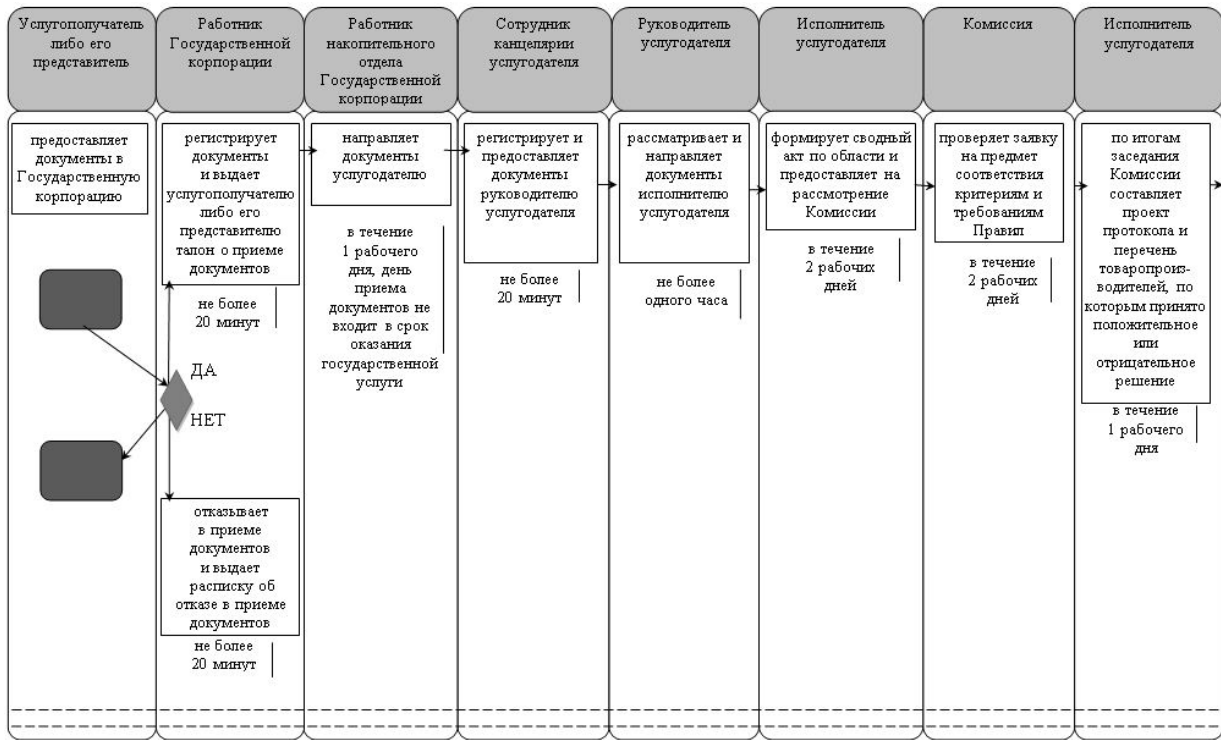 Услугополучатель
либо его
представитель
Работник
Государственной
корпорации
Работник
накопительного
отдела
Государственной
корпорации
Сотрудник
канцелярии
услугодателя
Руководитель
услугодателя
Исполнитель
услугодателя
Комиссия
Исполнитель
услугодателя
предоставляет
документы в
Государственную
корпорацию
регистрирует
документы
и выдает
услугополучателю
либо его
представителю
талон о приеме
документов
не более
20 минут
ДА
НЕТ
отказывает
в приеме
документов
и выдает
расписку об
отказе в приеме
документов
не более
20 минут
направляет
документы
услугодателю
в течение
1 рабочего
дня, день
приема
документов не
входит в срок
оказания
государственной
услуги
регистрирует и
предоставляет
документы
руководителю
услугодателя
не более
20 минут
рассматривает и
направляет
документы
исполнителю
услугодателя
не более
одного часа
формирует сводный
акт по области и
предоставляет на
рассмотрение
Комиссии
в течение
2 рабочих
дней
проверяет заявку
на предмет
соответствия
критериям и
требованиям
Правил
в течение
2 рабочих
дней
по итогам
заседания
Комиссии
составляет
проект
протокола и
перечень
товаропроиз-
водителей, по
которым принято
положительное
или
отрицательное
решение
в течение
1 рабочего
дня